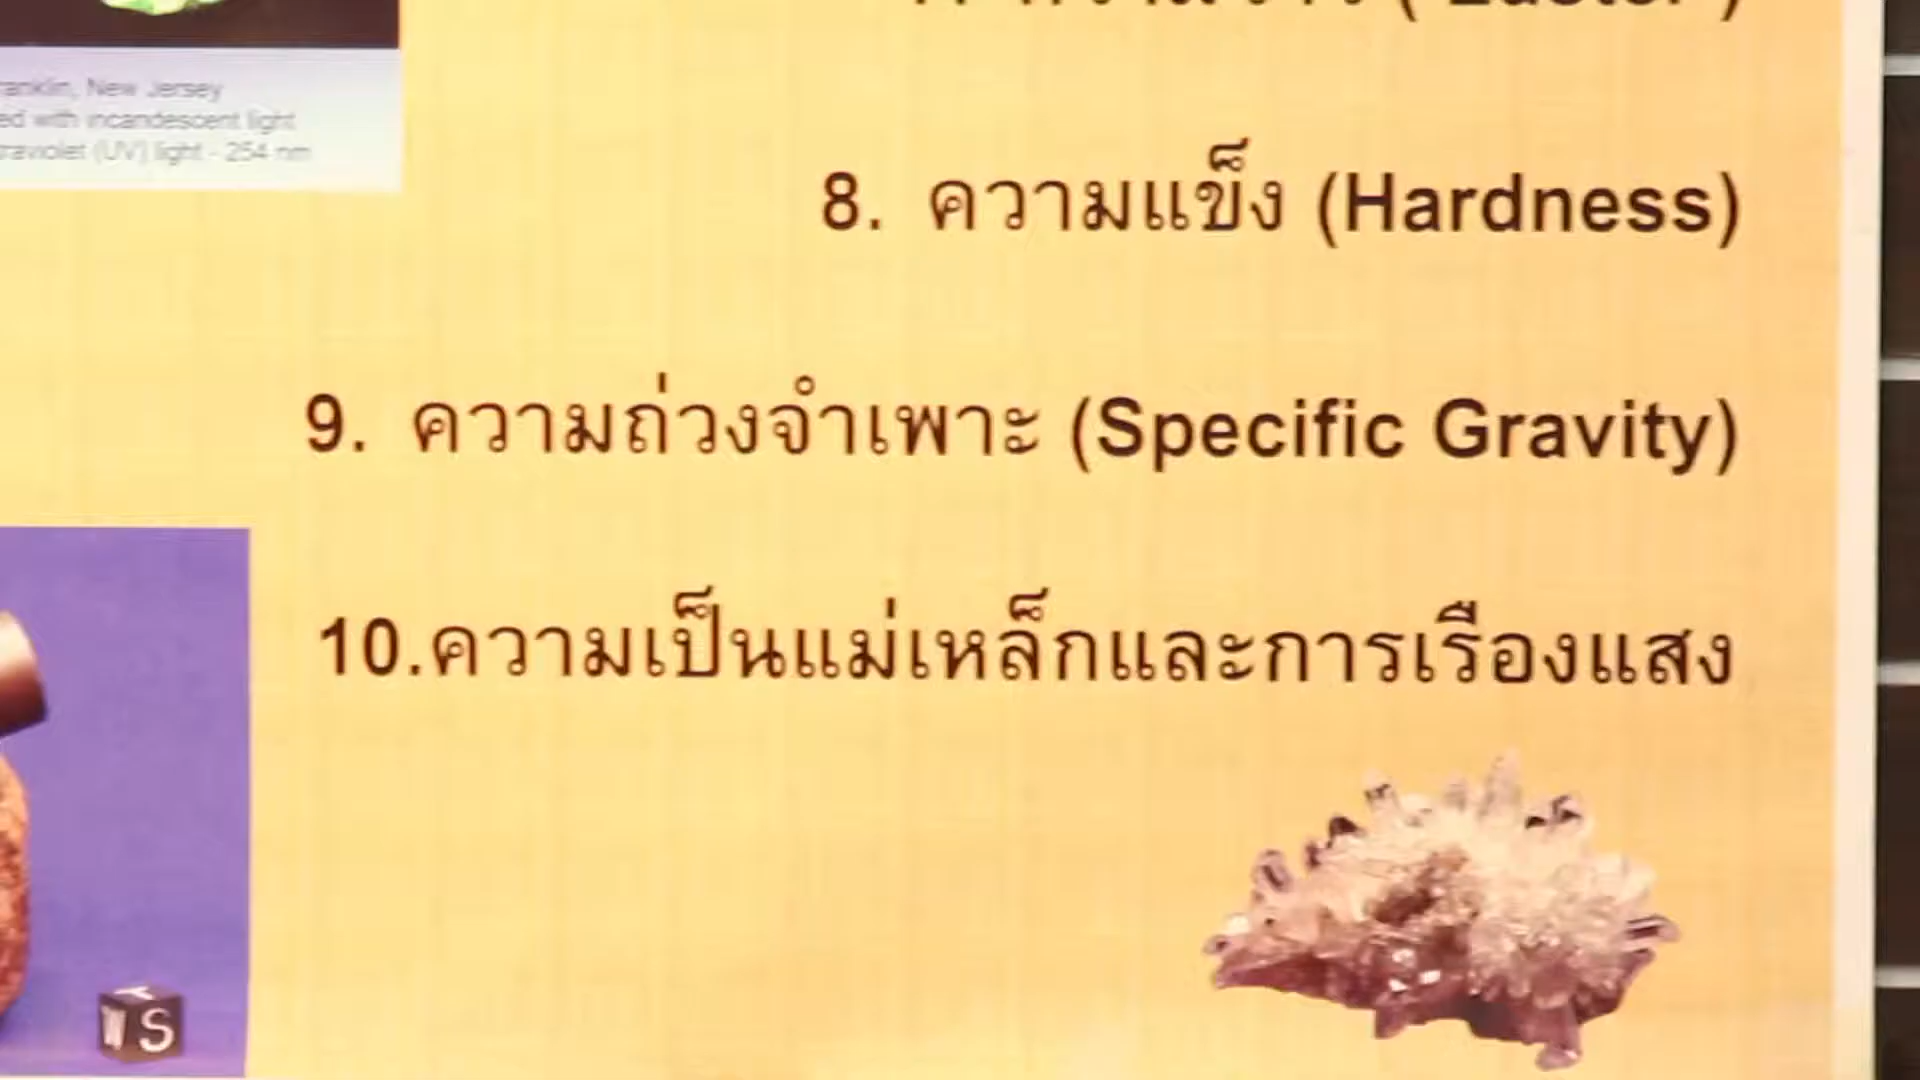 New Jersey
with incandescent light
(UV) light - 254 nm
8. ความแข็ง (Hardness)
9. ความถ่วงจำเพาะ (Specific Gravity)
10.ความเป็นแม่เหล็กและการเรืองแสง
S